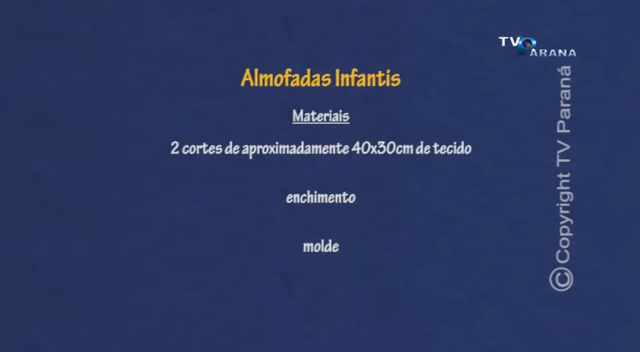 TV PARANÁ
Almofadas Infantis
Materiais
2 cortes de aproximadamente 40x30cm de tecido
enchimento
molde
©Copyright TV Paraná